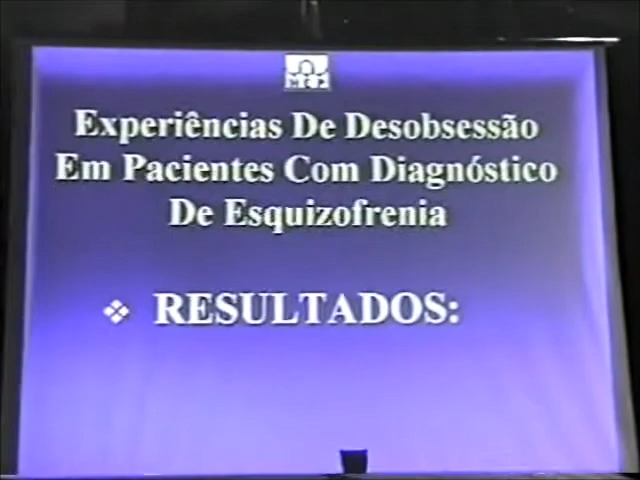 Experiências De Desobsessão
Em Pacientes Com Diagnóstico
De Esquizofrenia
❖ RESULTADOS: